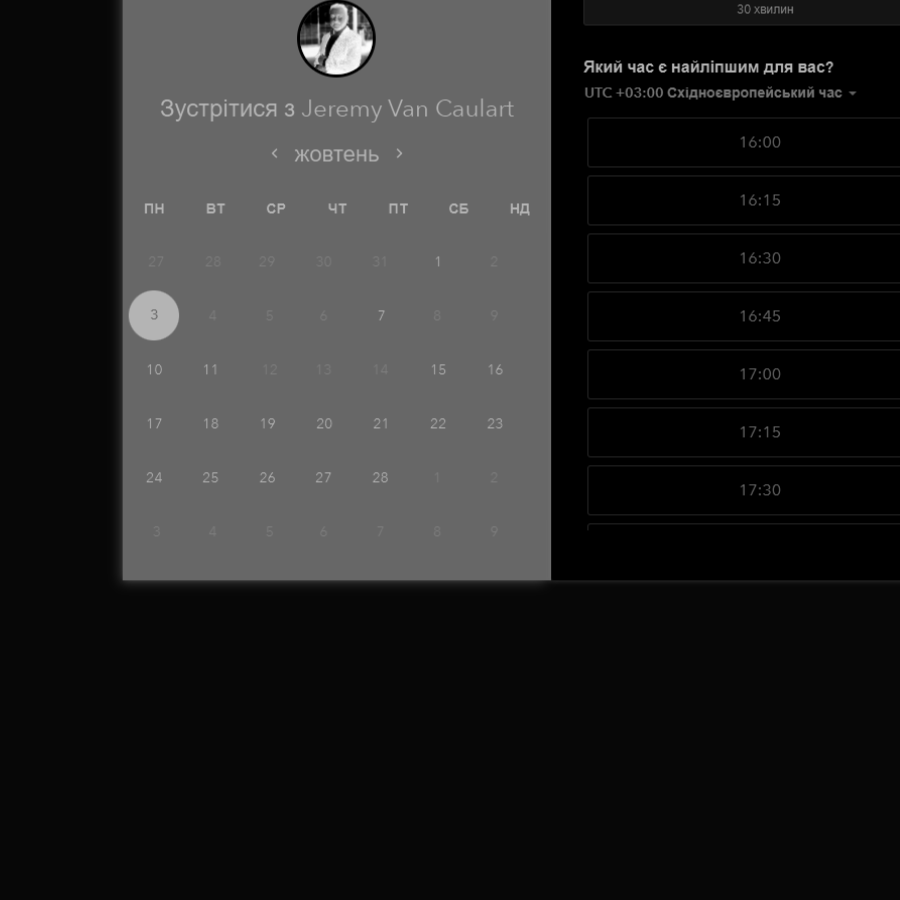 Зустрітися з Jeremy Van Caulart
жовтень
ПН ВТ СР ЧТ ПТ СБ НД
27 28 29 30 31 1 2
3 4 5 6 7 8 9
10 11 12 13 14 15 16
17 18 19 20 21 22 23
24 25 26 27 28 1 2
3 4 5 6 7 8 9
30 хвилин
Який час є найліпшим для вас?
UTC +03:00 Східноєвропейський час
16:00
16:15
16:30
16:45
17:00
17:15
17:30